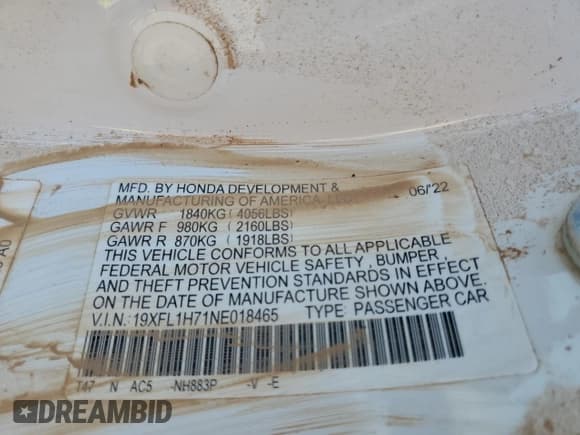 MFD. BY HONDA DEVELOPMENT &
MANUFACTURING OF AMERICA, LLC 06/'22
GVWR 1840KG ( 4056LBS)
GAWR F 980KG ( 2160LBS)
GAWR R 870KG ( 1918LBS)
THIS VEHICLE CONFORMS TO ALL APPLICABLE
FEDERAL MOTOR VEHICLE SAFETY , BUMPER ,
AND THEFT PREVENTION STANDARDS IN EFFECT
ON THE DATE OF MANUFACTURE SHOWN ABOVE.
V.I.N.: 19XFL1H71NE018465 TYPE: PASSENGER CAR
T47 N AC5 -NH883P -V -E
DREAMBID